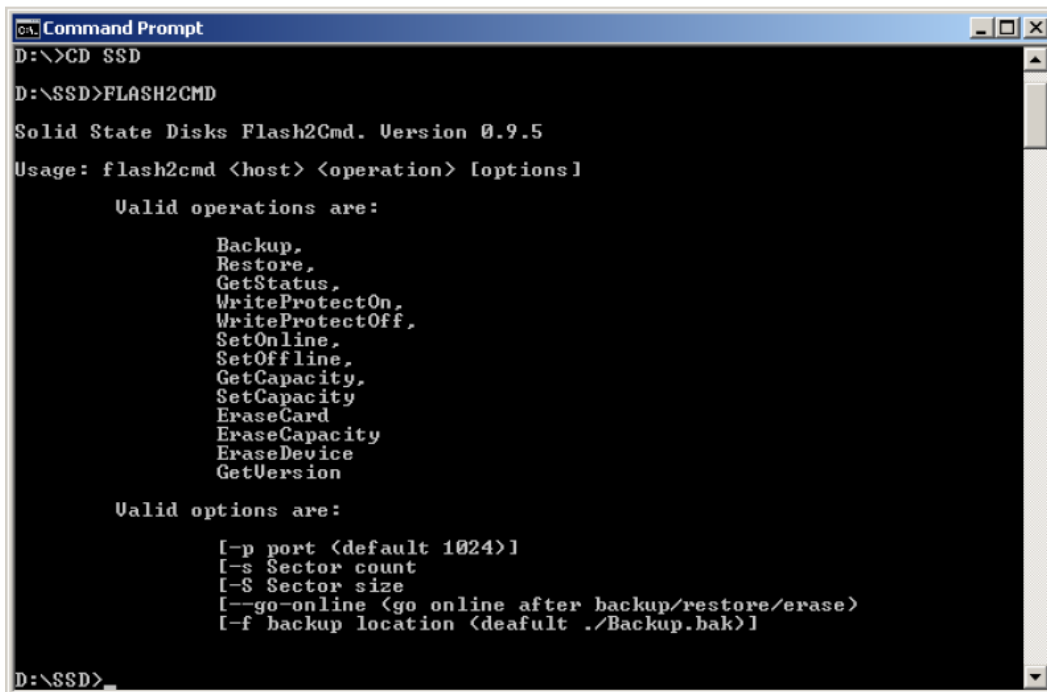 Command Prompt
D:\>CD SSD
D:\SSD>FLASH2CMD
Solid State Disks Flash2Cmd. Version 0.9.5
Usage: flash2cmd <host> <operation> [options]
Valid operations are:
Backup,
Restore,
GetStatus,
WriteProtectOn,
WriteProtectOff,
SetOnline,
SetOffline,
GetCapacity,
SetCapacity
EraseCard
EraseCapacity
EraseDevice
GetVersion
Valid options are:
[-p port (default 1024)]
[-s Sector count
[-S Sector size
[--go-online (go online after backup/restore/erase)
[-f backup location (deafult ./Backup.bak)]
D:\SSD>_